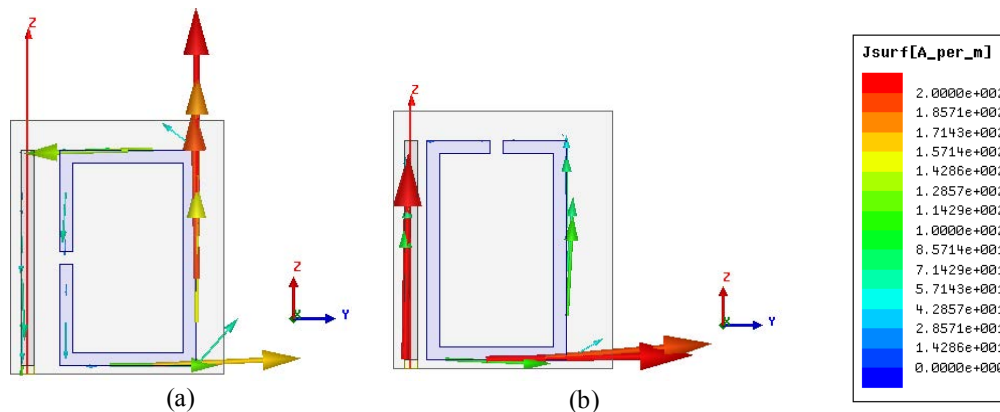 Z
Z
Z
Y
(a)
Z
Z
Y
(b)
Jsurf[A_per_m]
2.0000e+002
1.8571e+002
1.7143e+002
1.5714e+002
1.4286e+002
1.2857e+002
1.1429e+002
1.0000e+002
8.5714e+001
7.1429e+001
5.7143e+001
4.2857e+001
2.8571e+001
1.4286e+001
0.0000e+000